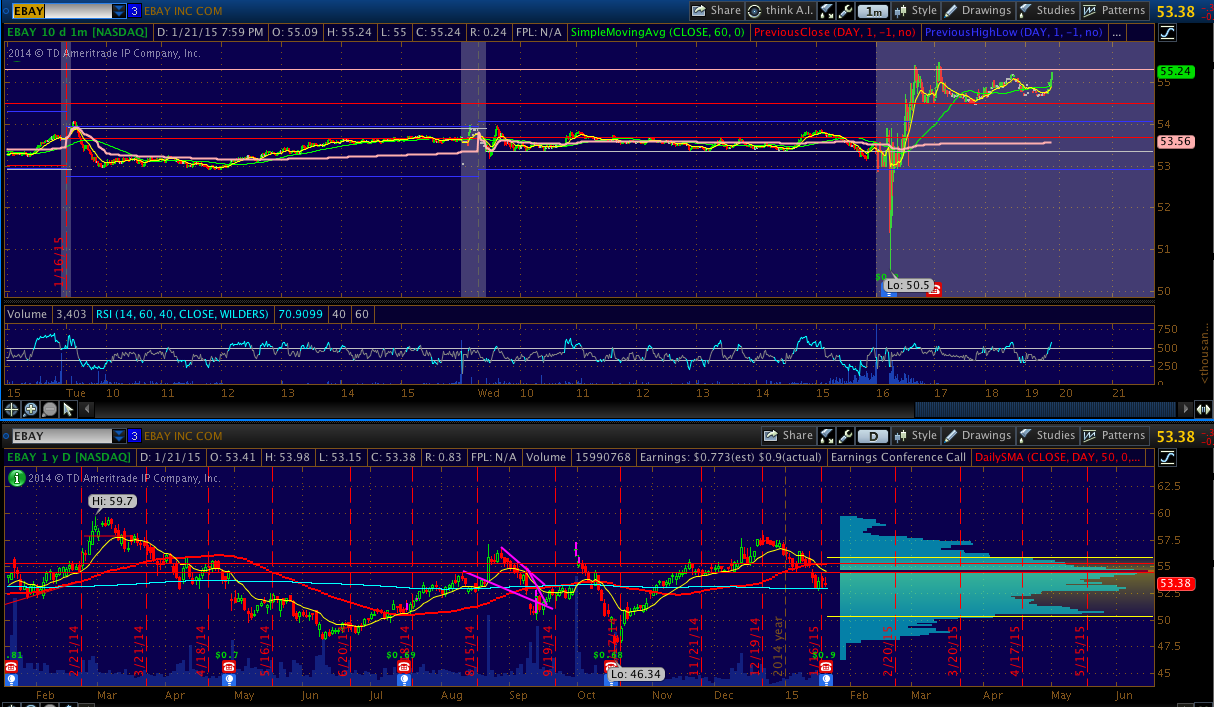 EBAY 3 EBAY INC COM Share think A.I. 1m Style Drawings Studies Patterns 53.38
EBAY 10 d 1m [NASDAQ] D: 1/21/15 7:59 PM O: 55.09 H: 55.24 L: 55 C: 55.24 R: 0.24 FPL: N/A SimpleMovingAvg (CLOSE, 60, 0) PreviousClose (DAY, 1, -1, no) PreviousHighLow (DAY, 1, -1, no) ...
2014 © TD Ameritrade IP Company, Inc.
55.24
55
54
53.56
53
52
51
50
1/16/15
Lo: 50.5
Volume 3,403 RSI (14, 60, 40, CLOSE, WILDERS) 70.9099 40 60
750
500
250
0
<thousan...
15 Tue 10 11 12 13 14 15 Wed 10 11 12 13 14 15 16 17 18 19 20 21
EBAY 3 EBAY INC COM Share D Style Drawings Studies Patterns 53.38
EBAY 1 y D [NASDAQ] D: 1/21/15 O: 53.41 H: 53.98 L: 53.15 C: 53.38 R: 0.83 FPL: N/A Volume 15990768 Earnings: $0.773(est) $0.9(actual) Earnings Conference Call DailySMA (CLOSE, DAY, 50, 0,...
2014 © TD Ameritrade IP Company, Inc.
Hi: 59.7
62.5
60
57.5
55
53.38
52.5
50
47.5
45
2/21/14 3/21/14 4/18/14 5/16/14 6/20/14 8/15/14 9/19/14 11/21/14 12/19/14 2014 year 1/16/15 2/20/15 3/20/15 4/17/15 5/15/15
.81 $0.7 $0.69 $0.68 $0.9
Lo: 46.34
Feb Mar Apr May Jun Jul Aug Sep Oct Nov Dec 15 Feb Mar Apr May Jun